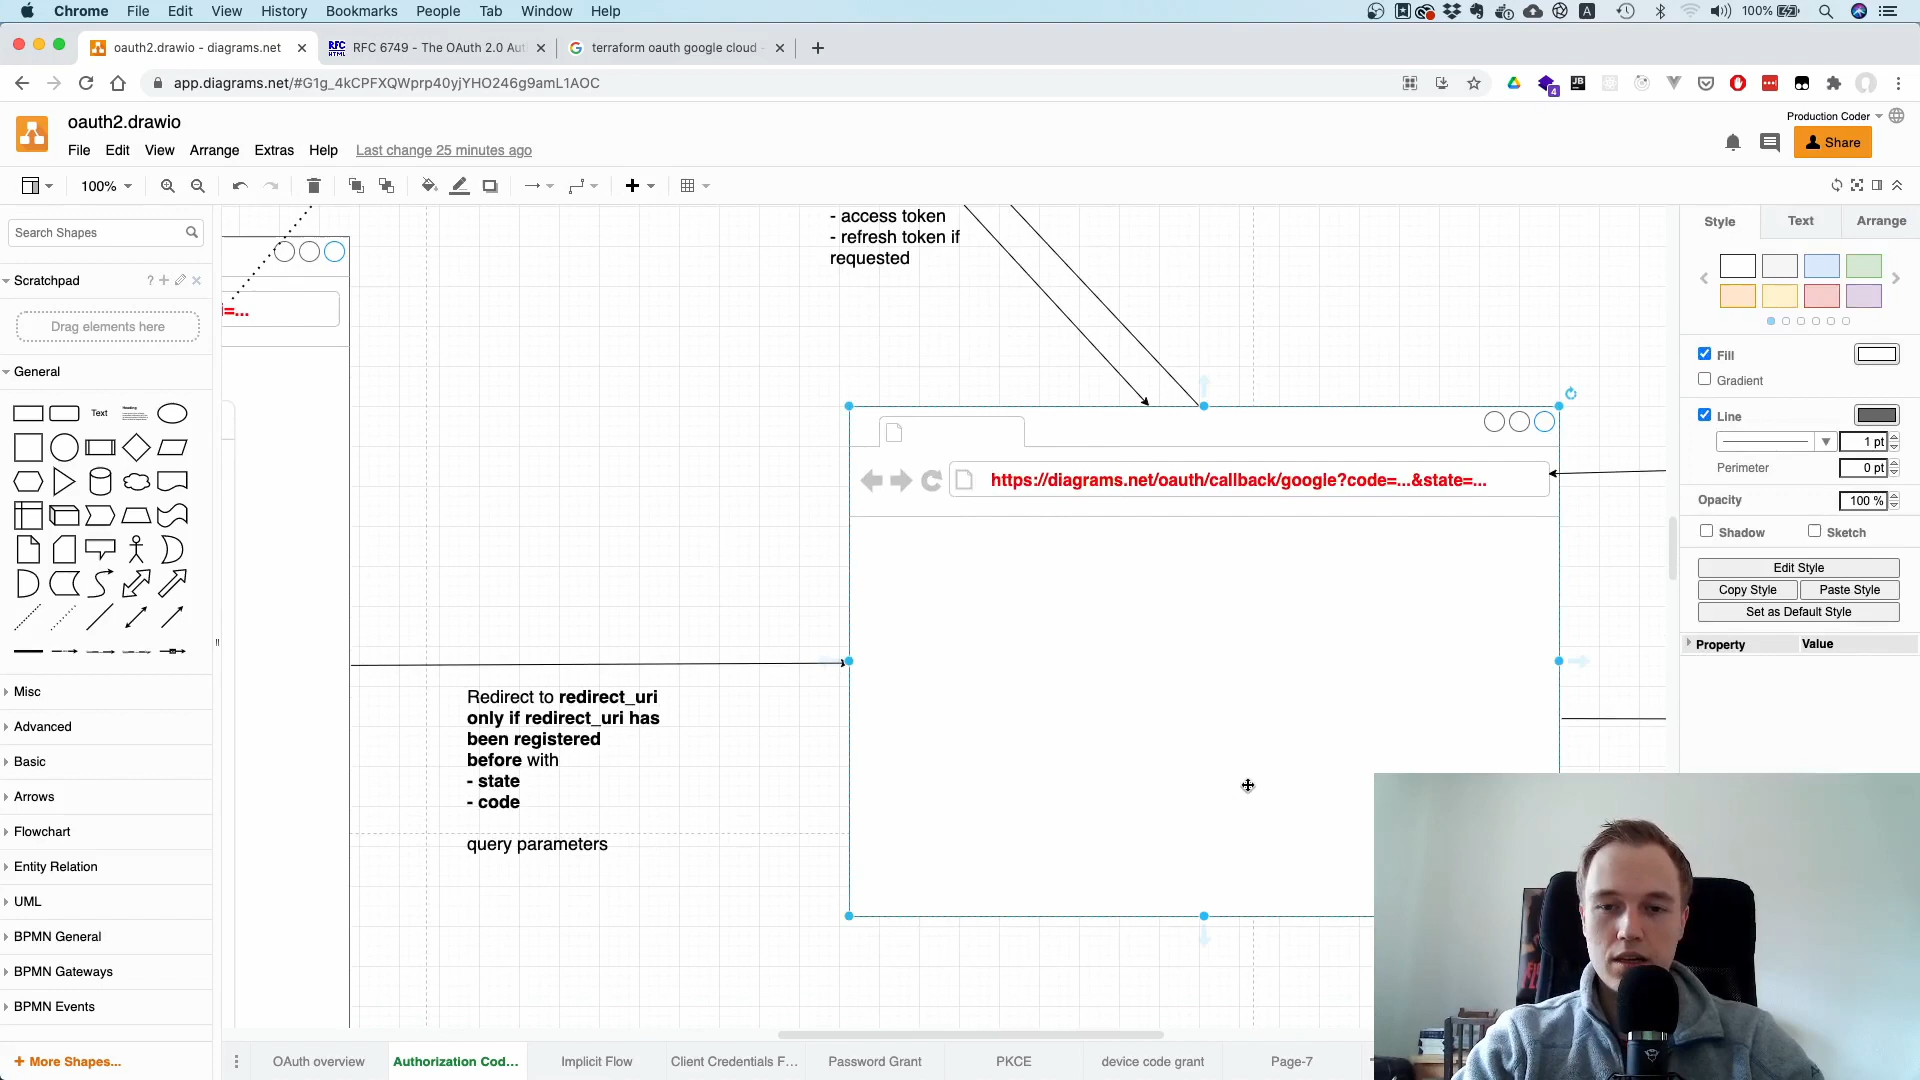 Chrome File Edit View History Bookmarks People Tab Window Help
100%
oauth2.drawio - diagrams.net
RFC 6749 - The OAuth 2.0 Aut
terraform oauth google cloud -
app.diagrams.net/#G1g_4kCPFXQWprp40yjYHO246g9amL1AOC
oauth2.drawio
Production Coder
File Edit View Arrange Extras Help Last change 25 minutes ago
Share
100%
Search Shapes
Scratchpad
Drag elements here
General
Text
Heading
Misc
Advanced
Basic
Arrows
Flowchart
Entity Relation
UML
BPMN General
BPMN Gateways
BPMN Events
+ More Shapes...
- access token
- refresh token if
requested
i=...
https://diagrams.net/oauth/callback/google?code=...&state=...
Redirect to redirect_uri
only if redirect_uri has
been registered
before with
- state
- code
query parameters
Style Text Arrange
Fill
Gradient
Line
1 pt
Perimeter 0 pt
Opacity 100 %
Shadow Sketch
Edit Style
Copy Style Paste Style
Set as Default Style
Property Value
OAuth overview Authorization Cod... Implicit Flow Client Credentials F... Password Grant PKCE device code grant Page-7